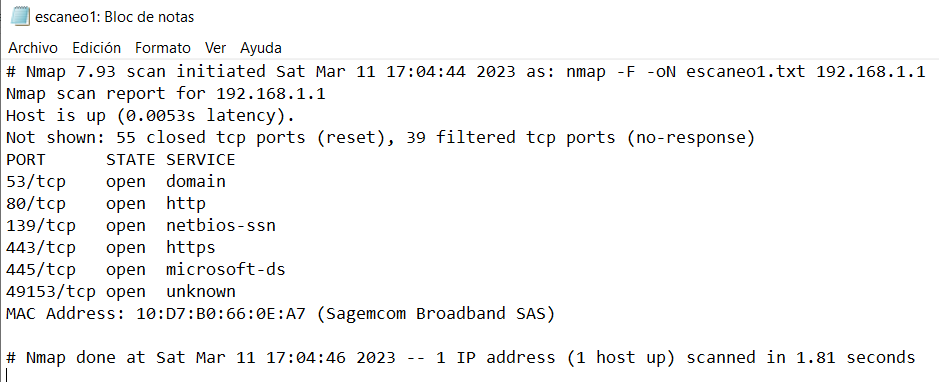 escaneo1: Bloc de notas
Archivo Edición Formato Ver Ayuda
# Nmap 7.93 scan initiated Sat Mar 11 17:04:44 2023 as: nmap -F -oN escaneo1.txt 192.168.1.1
Nmap scan report for 192.168.1.1
Host is up (0.0053s latency).
Not shown: 55 closed tcp ports (reset), 39 filtered tcp ports (no-response)
PORT      STATE SERVICE
53/tcp    open  domain
80/tcp    open  http
139/tcp   open  netbios-ssn
443/tcp   open  https
445/tcp   open  microsoft-ds
49153/tcp open  unknown
MAC Address: 10:D7:B0:66:0E:A7 (Sagemcom Broadband SAS)
# Nmap done at Sat Mar 11 17:04:46 2023 -- 1 IP address (1 host up) scanned in 1.81 seconds